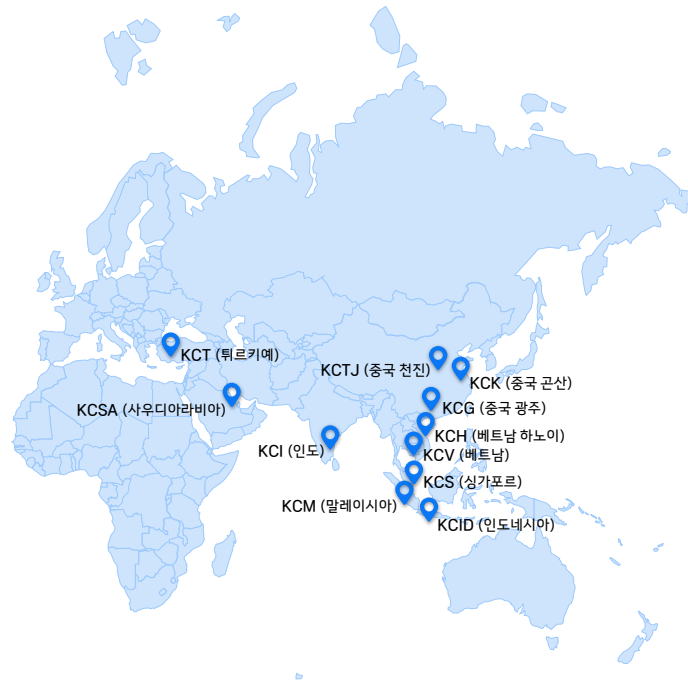 KCT (튀르키예)
KCTJ (중국 천진)
KCK (중국 곤산)
KCSA (사우디아라비아)
KCG (중국 광주)
KCH (베트남 하노이)
KCI (인도)
KCV (베트남)
KCS (싱가포르)
KCM (말레이시아)
KCID (인도네시아)